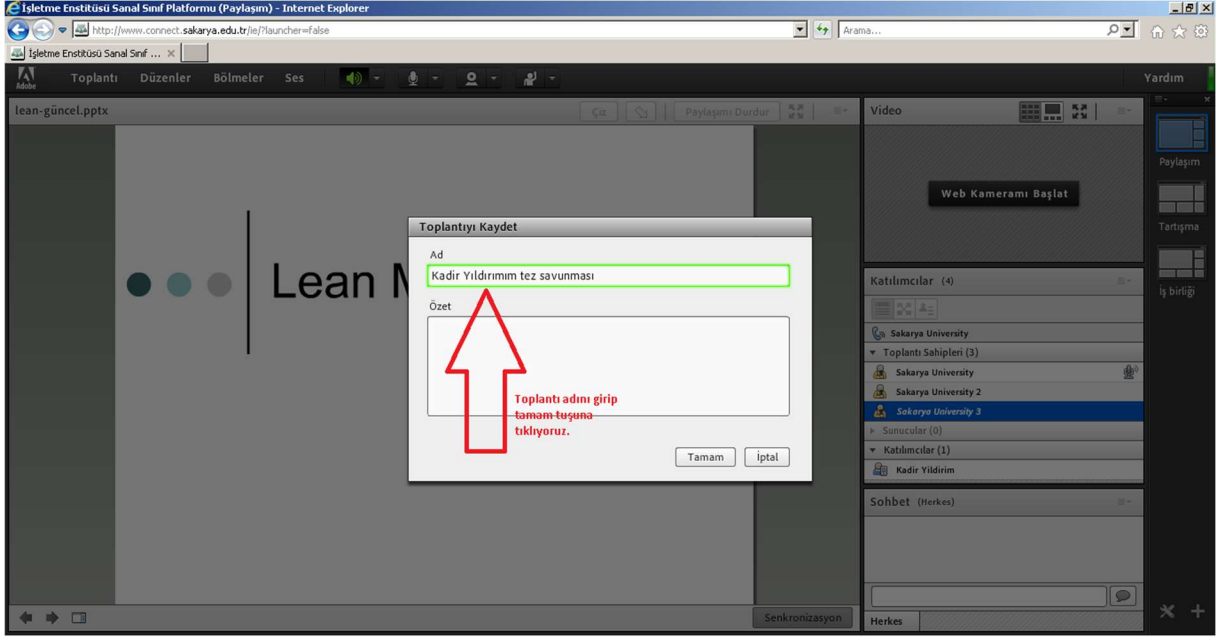 İşletme Enstitüsü Sanal Sınıf Platformu (Paylaşım) - Internet Explorer
http://www.connect.sakarya.edu.tr/ie/?launcher=false
Arama...
İşletme Enstitüsü Sanal Sınıf ...
Adobe
Toplantı
Düzenler
Bölmeler
Ses
Yardım
lean-güncel.pptx
Çiz
Paylaşımı Durdur
Lean M
Toplantıyı Kaydet
Ad
Kadir Yıldırımım tez savunması
Özet
Toplantı adını girip
tamam tuşuna
tıklıyoruz.
Tamam
İptal
Senkronizasyon
Video
Web Kameramı Başlat
Katılımcılar (4)
Sakarya University
Toplantı Sahipleri (3)
Sakarya University
Sakarya University 2
Sakarya University 3
Sunucular (0)
Katılımcılar (1)
Kadir Yildirim
Sohbet (Herkes)
Herkes
Paylaşım
Tartışma
İş birliği